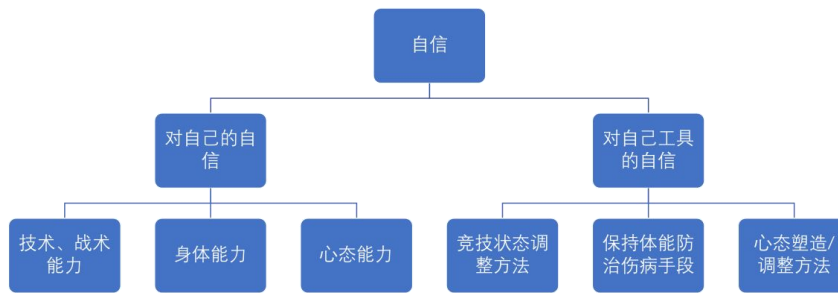 自信
对自己的自
信
对自己工具
的自信
技术、战术
能力
身体能力
心态能力
竞技状态调
整方法
保持体能防
治伤病手段
心态塑造/
调整方法